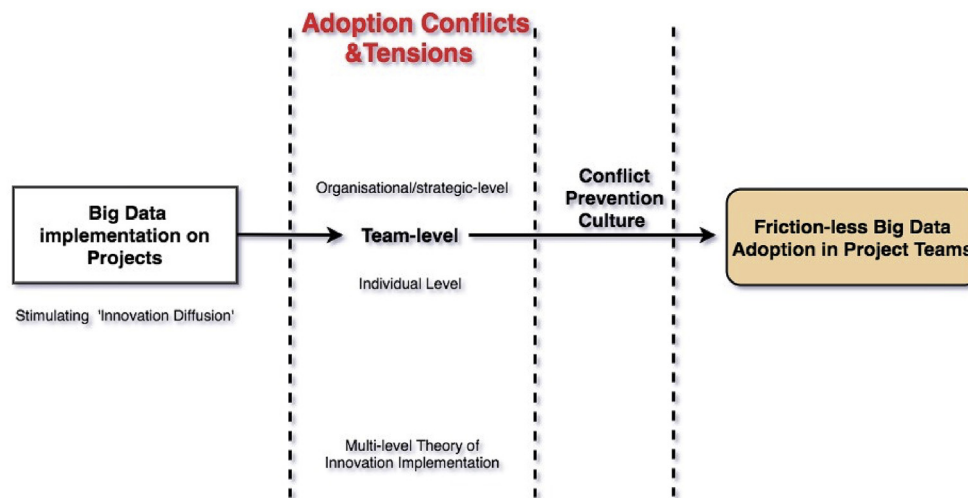 Adoption Conflicts
&Tensions
Organisational/strategic-level
Conflict
Prevention
Culture
Big Data
implementation on
Projects
Team-level
Friction-less Big Data
Adoption in Project Teams
Individual Level
Stimulating 'Innovation Diffusion'
Multi-level Theory of
Innovation Implementation